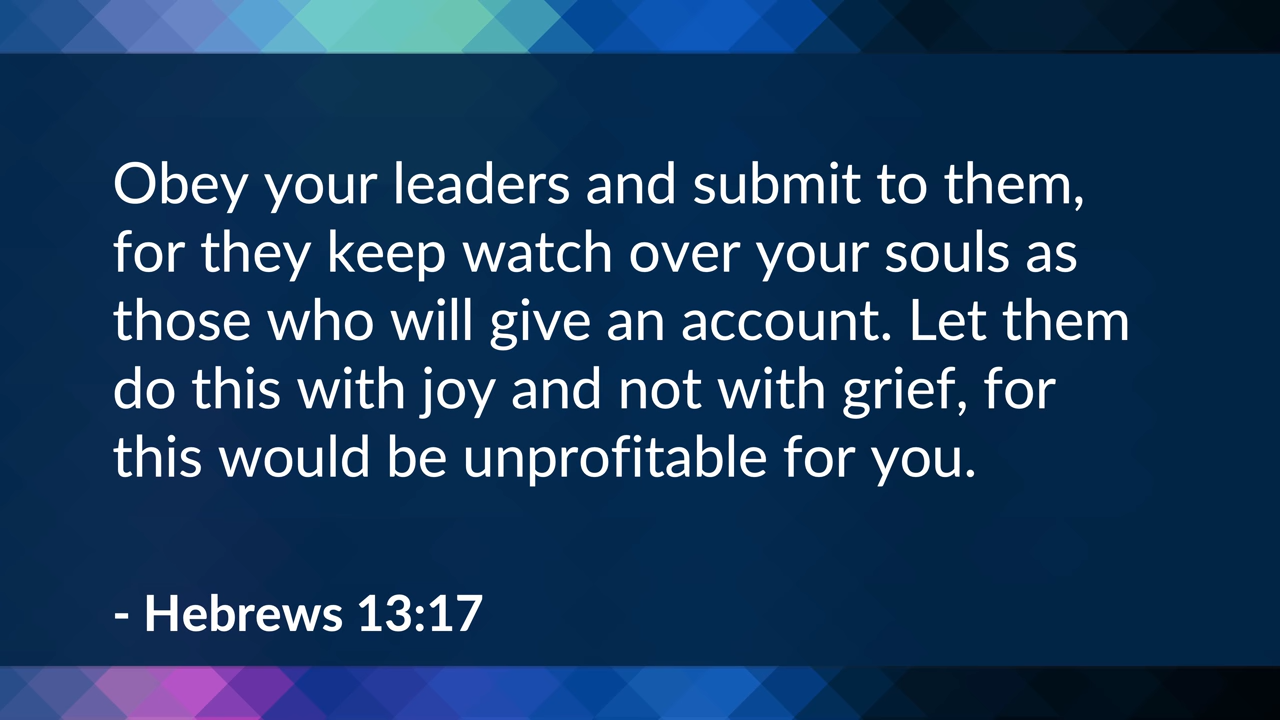 Obey your leaders and submit to them,
for they keep watch over your souls as
those who will give an account. Let them
do this with joy and not with grief, for
this would be unprofitable for you.
- Hebrews 13:17